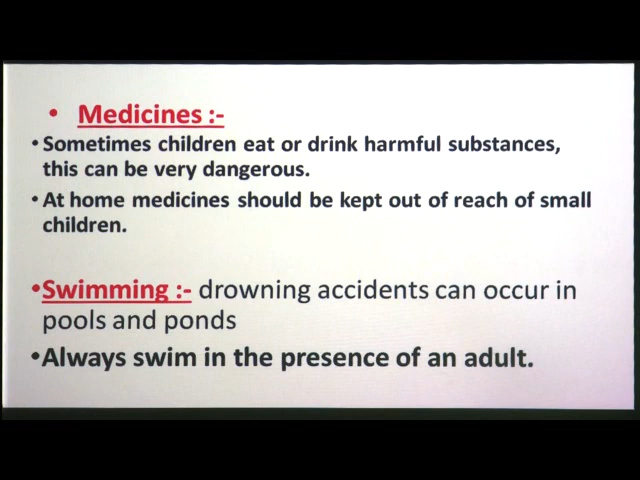 • Medicines :-
• Sometimes children eat or drink harmful substances,
this can be very dangerous.
• At home medicines should be kept out of reach of small
children.
•Swimming :- drowning accidents can occur in
pools and ponds
•Always swim in the presence of an adult.